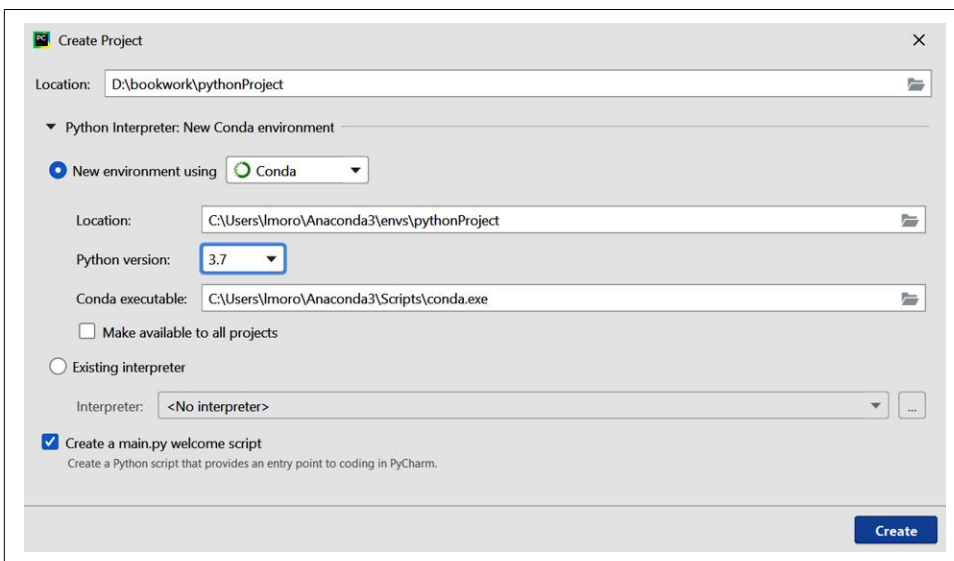 PC Create Project
Location: D:\bookwork\pythonProject
Python Interpreter: New Conda environment
New environment using Conda
Location: C:\Users\lmoro\Anaconda3\envs\pythonProject
Python version: 3.7
Conda executable: C:\Users\lmoro\Anaconda3\Scripts\conda.exe
Make available to all projects
Existing interpreter
Interpreter: <No interpreter> ...
Create a main.py welcome script
Create a Python script that provides an entry point to coding in PyCharm.
Create